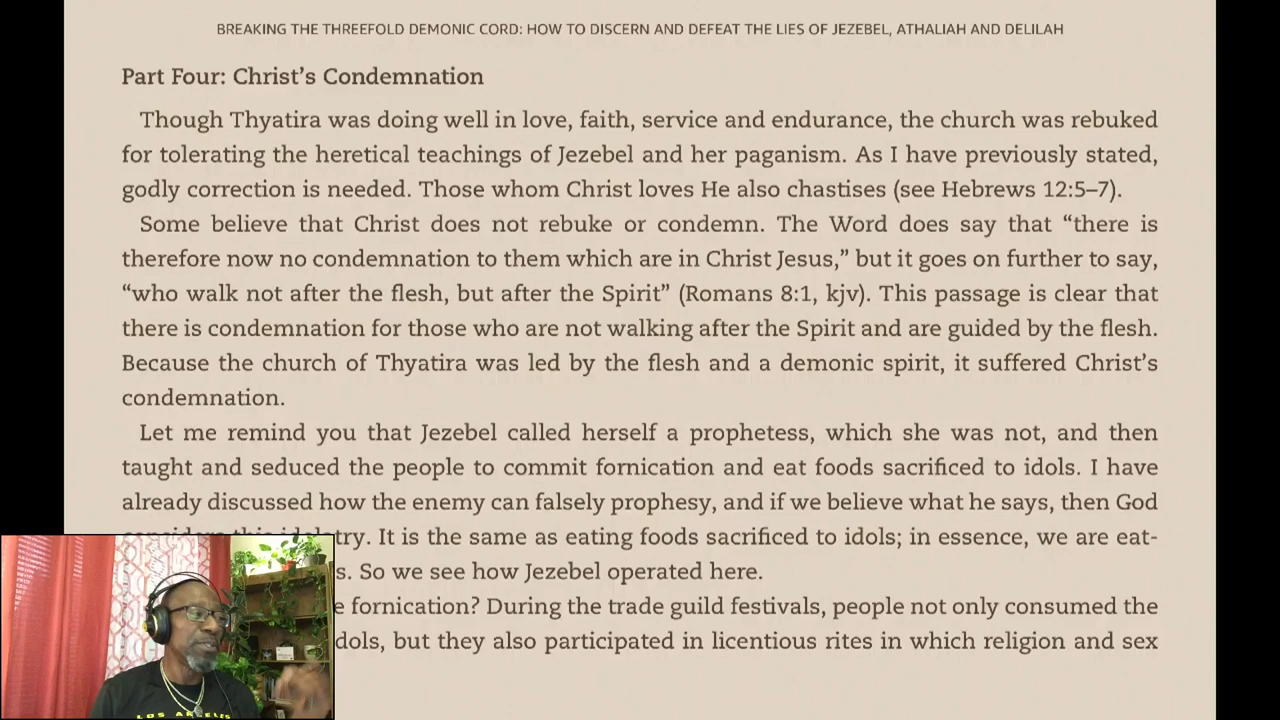 BREAKING THE THREEFOLD DEMONIC CORD: HOW TO DISCERN AND DEFEAT THE LIES OF JEZEBEL, ATHALIAH AND DELILAH
Part Four: Christ’s Condemnation
Though Thyatira was doing well in love, faith, service and endurance, the church was rebuked
for tolerating the heretical teachings of Jezebel and her paganism. As I have previously stated,
godly correction is needed. Those whom Christ loves He also chastises (see Hebrews 12:5–7).
Some believe that Christ does not rebuke or condemn. The Word does say that “there is
therefore now no condemnation to them which are in Christ Jesus,” but it goes on further to say,
“who walk not after the flesh, but after the Spirit” (Romans 8:1, kjv). This passage is clear that
there is condemnation for those who are not walking after the Spirit and are guided by the flesh.
Because the church of Thyatira was led by the flesh and a demonic spirit, it suffered Christ’s
condemnation.
Let me remind you that Jezebel called herself a prophetess, which she was not, and then
taught and seduced the people to commit fornication and eat foods sacrificed to idols. I have
already discussed how the enemy can falsely prophesy, and if we believe what he says, then God
try. It is the same as eating foods sacrificed to idols; in essence, we are eat-
s. So we see how Jezebel operated here.
e fornication? During the trade guild festivals, people not only consumed the
dols, but they also participated in licentious rites in which religion and sex
LOS ANGELES